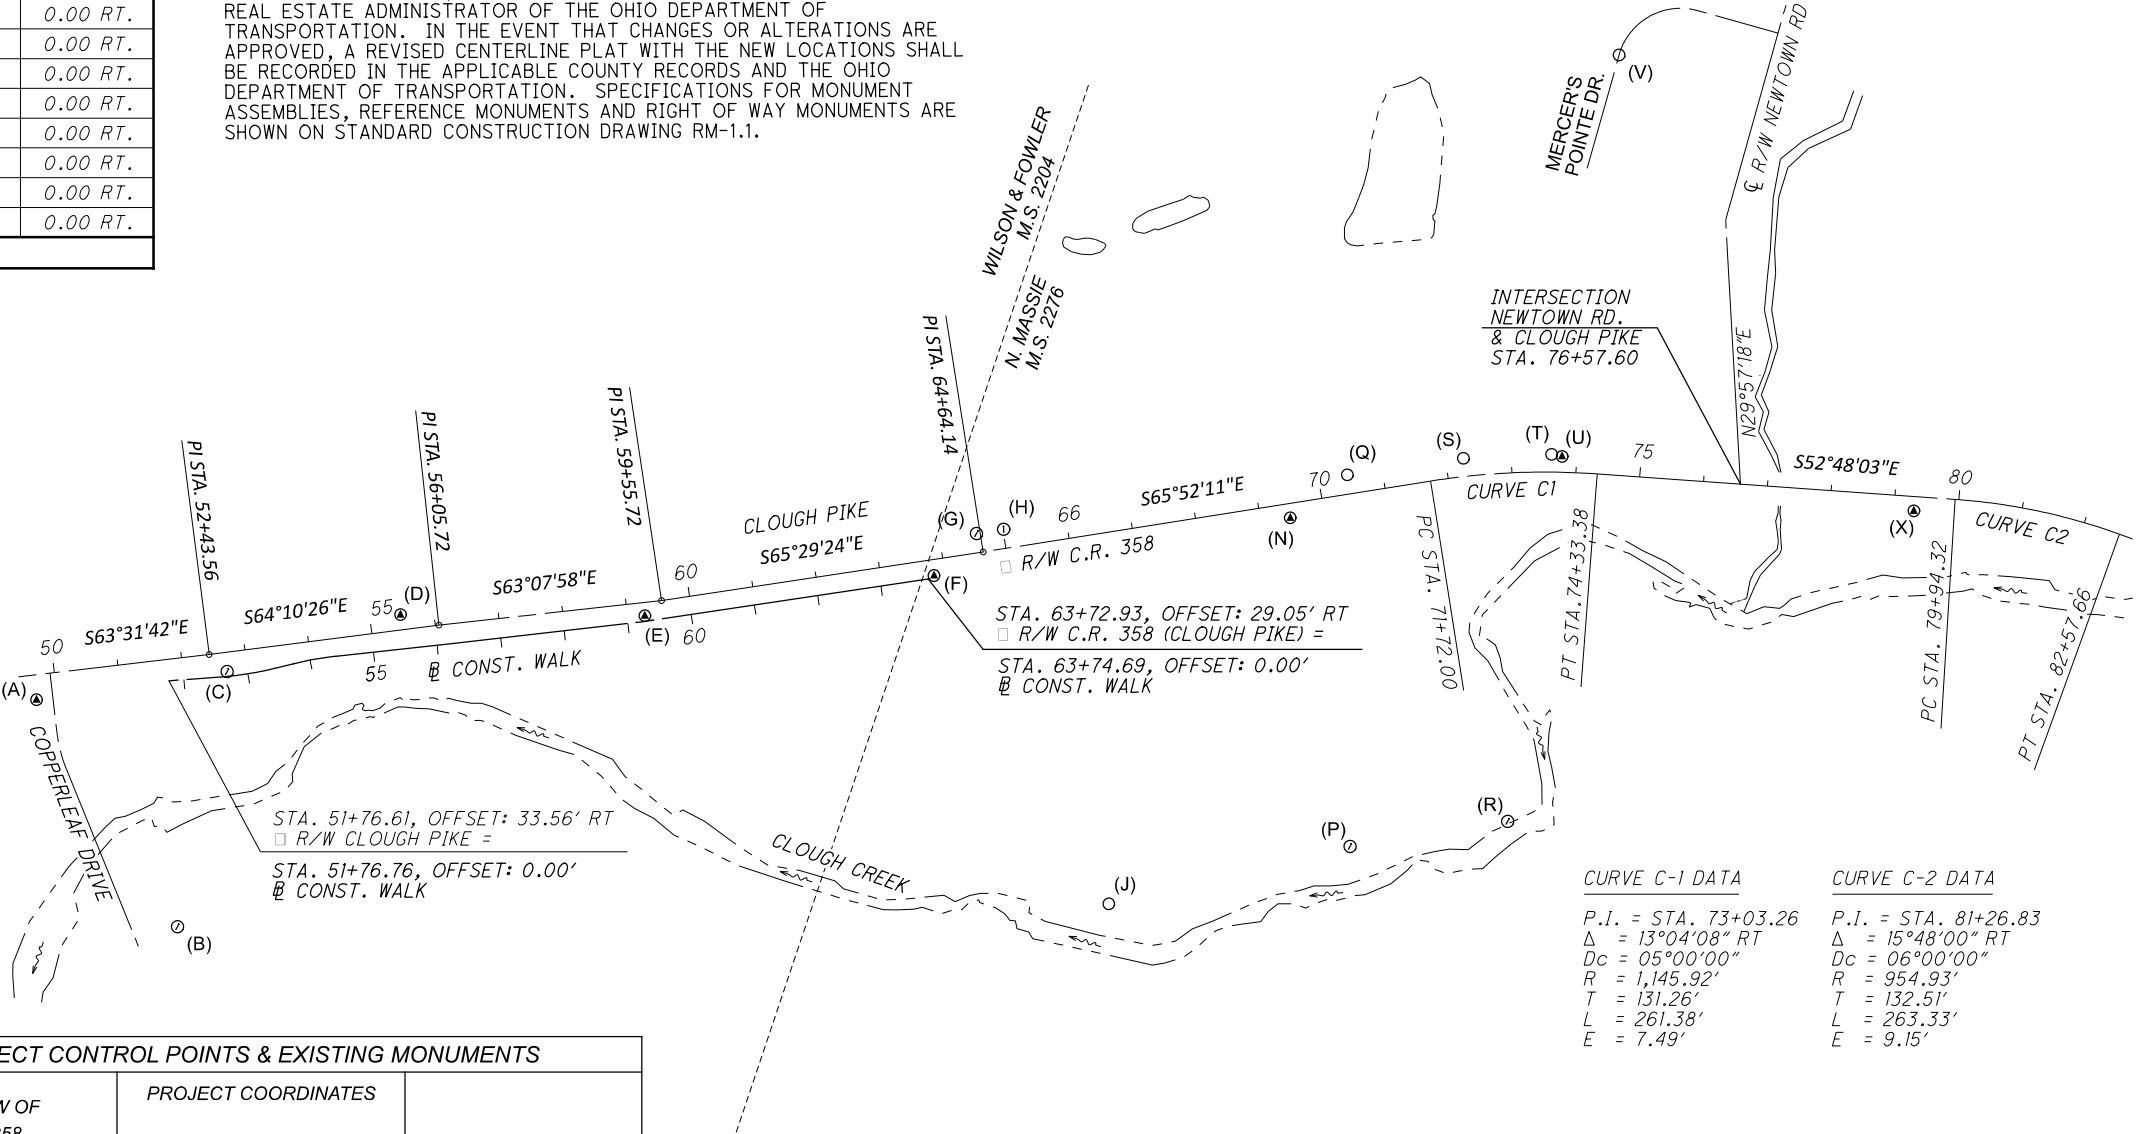 0.00 RT.
0.00 RT.
0.00 RT.
0.00 RT.
0.00 RT.
0.00 RT.
0.00 RT.
0.00 RT.
REAL ESTATE ADMINISTRATOR OF THE OHIO DEPARTMENT OF
TRANSPORTATION. IN THE EVENT THAT CHANGES OR ALTERATIONS ARE
APPROVED, A REVISED CENTERLINE PLAT WITH THE NEW LOCATIONS SHALL
BE RECORDED IN THE APPLICABLE COUNTY RECORDS AND THE OHIO
DEPARTMENT OF TRANSPORTATION. SPECIFICATIONS FOR MONUMENT
ASSEMBLIES, REFERENCE MONUMENTS AND RIGHT OF WAY MONUMENTS ARE
SHOWN ON STANDARD CONSTRUCTION DRAWING RM-1.1.
WILSON & FOWLER
M.S. 2204
N. MASSIE
M.S. 2276
MERCER'S
POINTE DR.
(V)
℄ R/W NEWTOWN RD
INTERSECTION
NEWTOWN RD.
& CLOUGH PIKE
STA. 76+57.60
N29°57'18"E
PI STA. 52+43.56
PI STA. 56+05.72
PI STA. 59+55.72
PI STA. 64+64.14
50
S63°31'42"E
S64°10'26"E
55
(D)
S63°07'58"E
60
CLOUGH PIKE
S65°29'24"E
(G)
(H)
66
S65°52'11"E
70
(Q)
(S)
(T)
(U)
75
S52°48'03"E
80
CURVE C1
CURVE C2
(N)
(X)
□ R/W C.R. 358
(F)
(E)
60
(A)
(C)
55
⅊ CONST. WALK
PC STA. 71+72.00
PT STA. 74+33.38
PC STA. 79+94.32
PT STA. 82+57.66
STA. 63+72.93, OFFSET: 29.05' RT
□ R/W C.R. 358 (CLOUGH PIKE) =
STA. 63+74.69, OFFSET: 0.00'
⅊ CONST. WALK
COPPERLEAF DRIVE
STA. 51+76.61, OFFSET: 33.56' RT
□ R/W CLOUGH PIKE =
STA. 51+76.76, OFFSET: 0.00'
⅊ CONST. WALK
(B)
CLOUGH CREEK
(J)
(P)
(R)
CURVE C-1 DATA
P.I. = STA. 73+03.26
Δ = 13°04'08" RT
Dc = 05°00'00"
R = 1,145.92'
T = 131.26'
L = 261.38'
E = 7.49'
CURVE C-2 DATA
P.I. = STA. 81+26.83
Δ = 15°48'00" RT
Dc = 06°00'00"
R = 954.93'
T = 132.51'
L = 263.33'
E = 9.15'
ECT CONTROL POINTS & EXISTING MONUMENTS
W OF
PROJECT COORDINATES